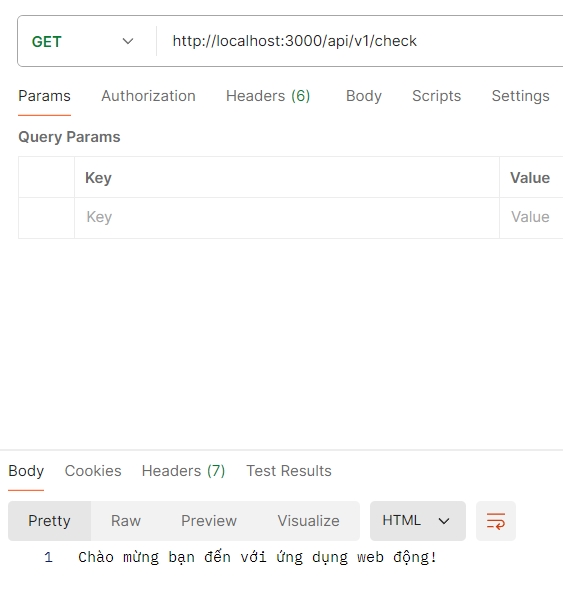 GET http://localhost:3000/api/v1/check
Params Authorization Headers (6) Body Scripts Settings
Query Params
Key Value
Key Value
Body Cookies Headers (7) Test Results
Pretty Raw Preview Visualize HTML
1 Chào mừng bạn đến với ứng dụng web động!